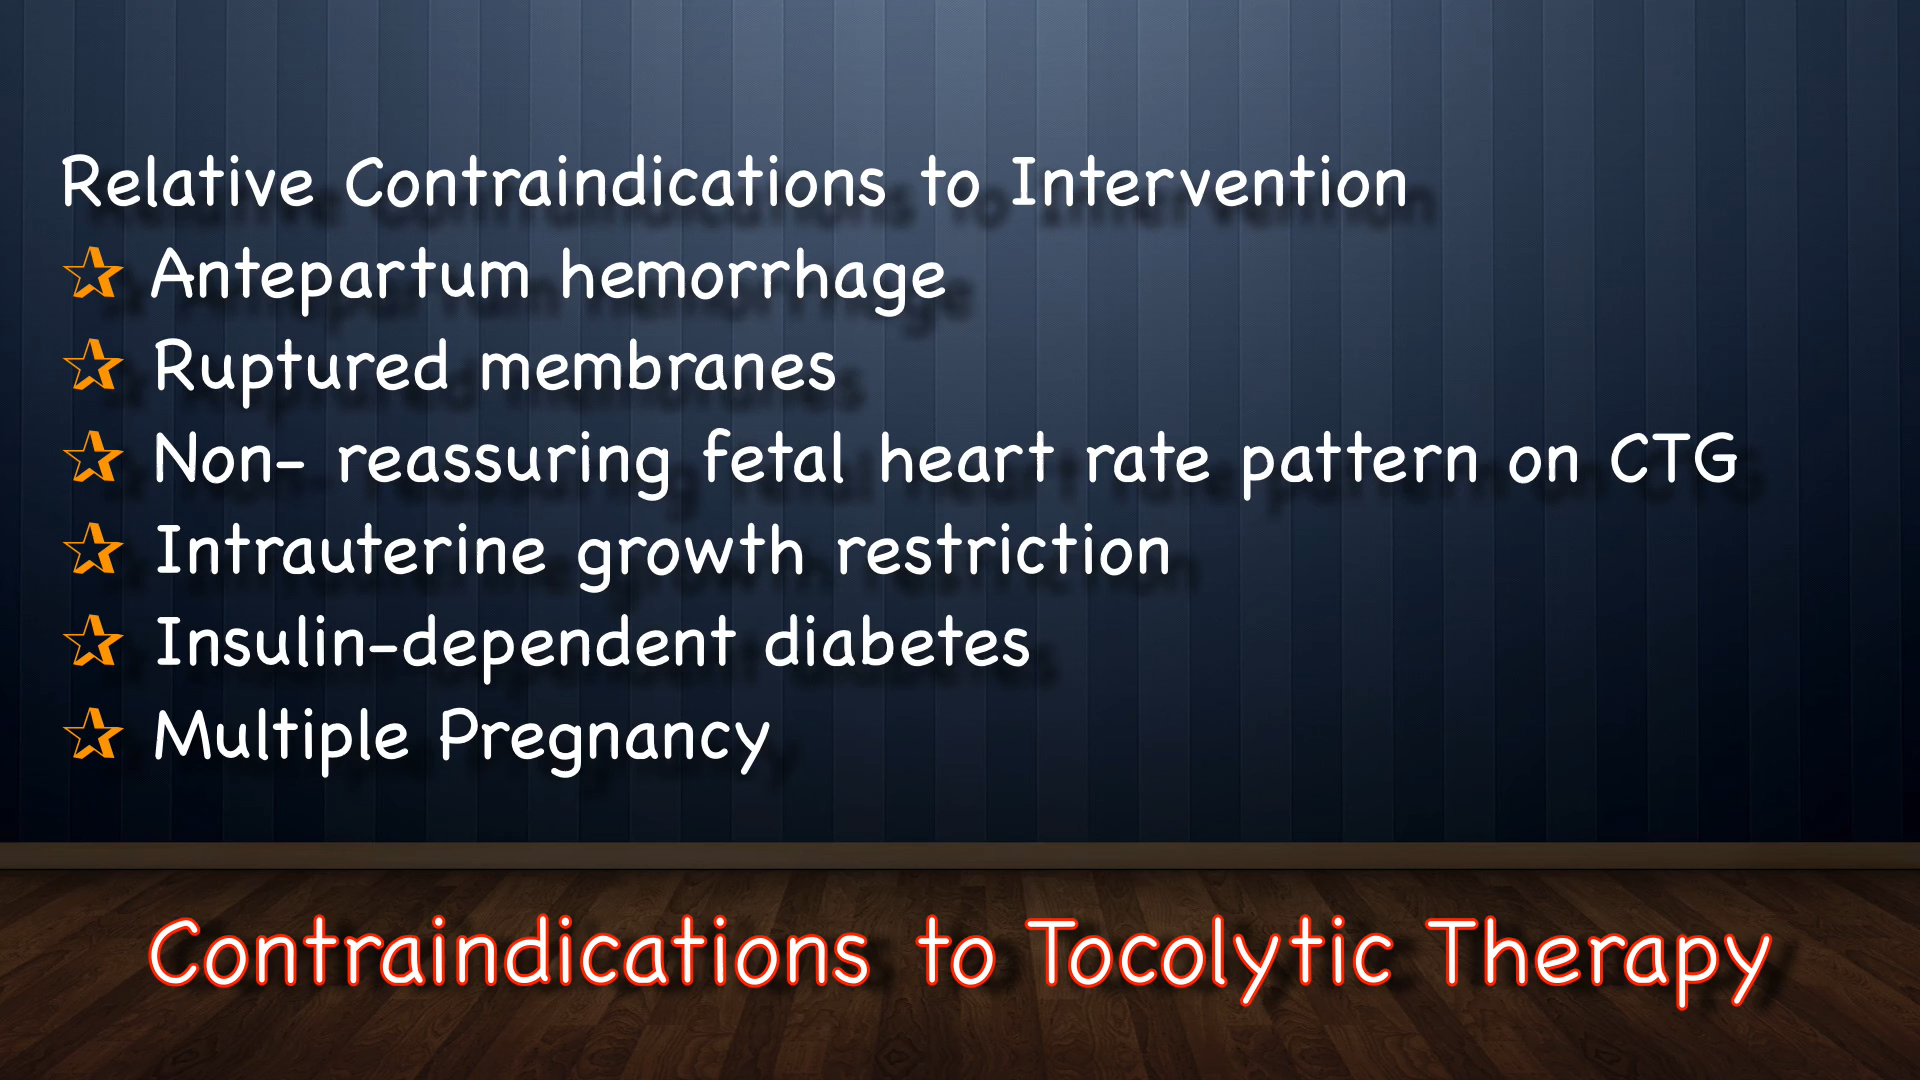 Relative Contraindications to Intervention
☆ Antepartum hemorrhage
☆ Ruptured membranes
☆ Non- reassuring fetal heart rate pattern on CTG
☆ Intrauterine growth restriction
☆ Insulin-dependent diabetes
☆ Multiple Pregnancy
Contraindications to Tocolytic Therapy